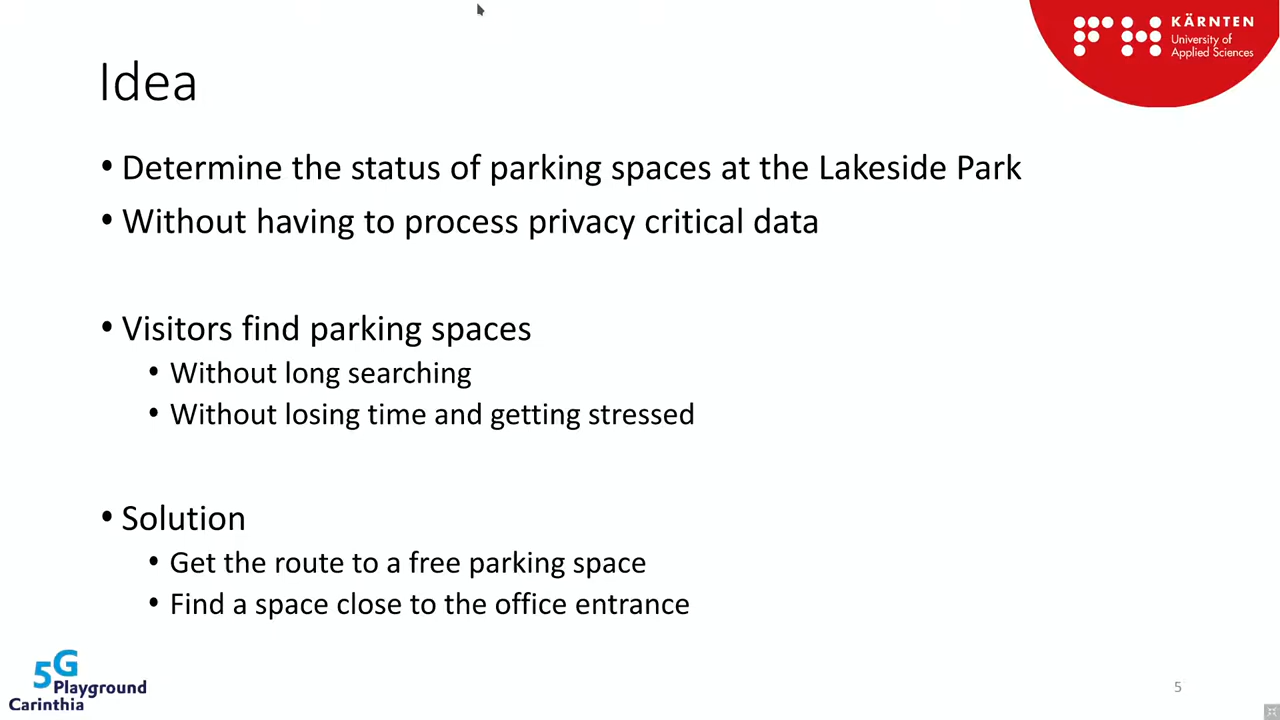 KÄRNTEN
University of
Applied Sciences
Idea
• Determine the status of parking spaces at the Lakeside Park
• Without having to process privacy critical data
• Visitors find parking spaces
• Without long searching
• Without losing time and getting stressed
• Solution
• Get the route to a free parking space
• Find a space close to the office entrance
5G
Playground
Carinthia
5